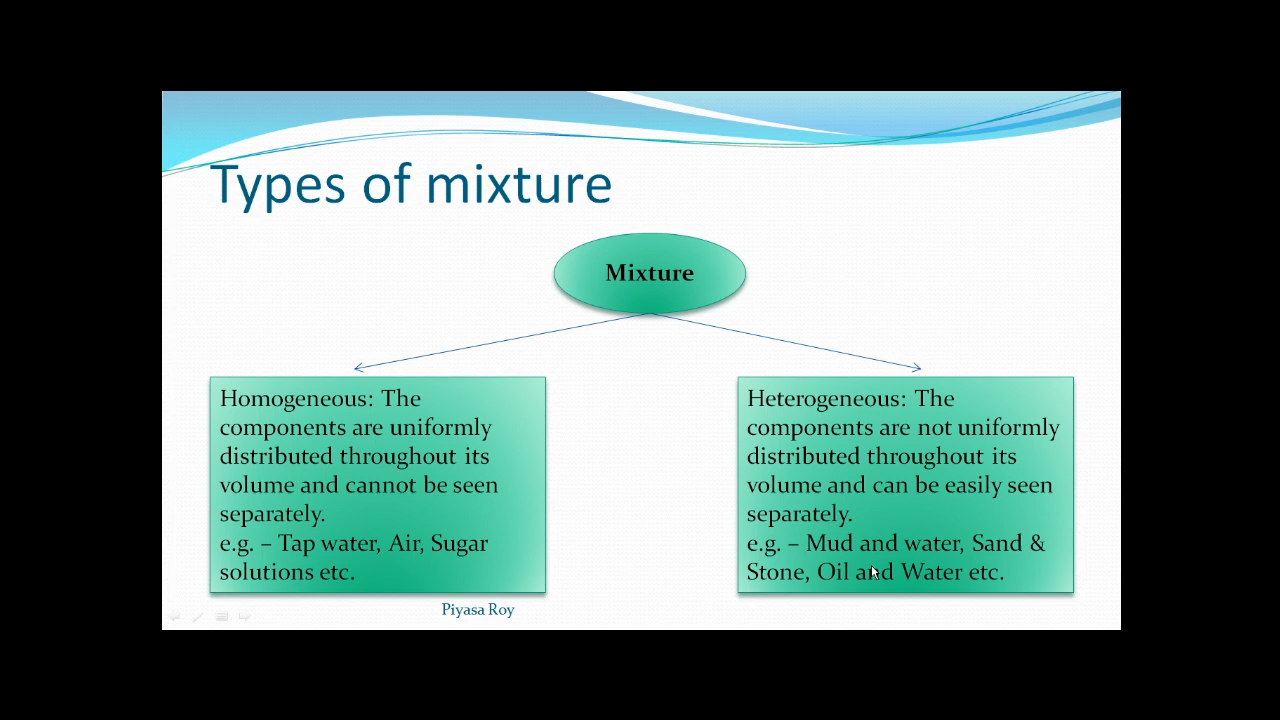 Types of mixture
Mixture
Homogeneous: The
components are uniformly
distributed throughout its
volume and cannot be seen
separately.
e.g. – Tap water, Air, Sugar
solutions etc.
Heterogeneous: The
components are not uniformly
distributed throughout its
volume and can be easily seen
separately.
e.g. – Mud and water, Sand &
Stone, Oil and Water etc.
Piyasa Roy